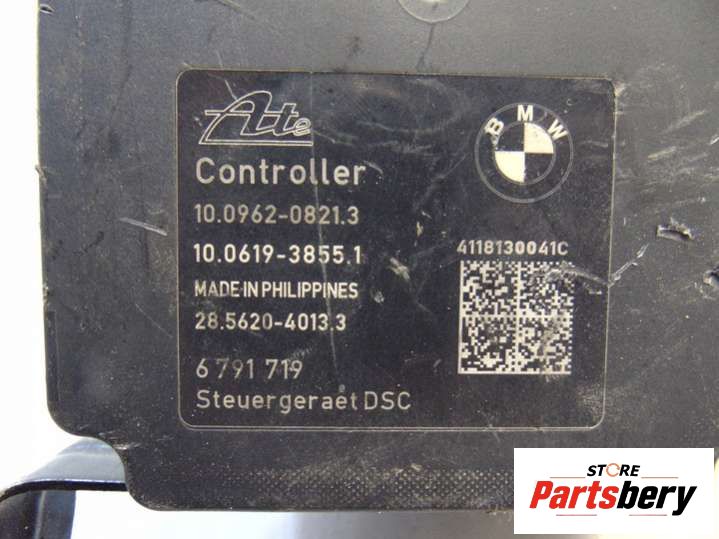 Ate
BMW
Controller
10.0962-0821.3
10.0619-3855.1
4118130041C
MADE IN PHILIPPINES
28.5620-4013.3
6 791 719
Steuergeraet DSC
STORE
Partsbery